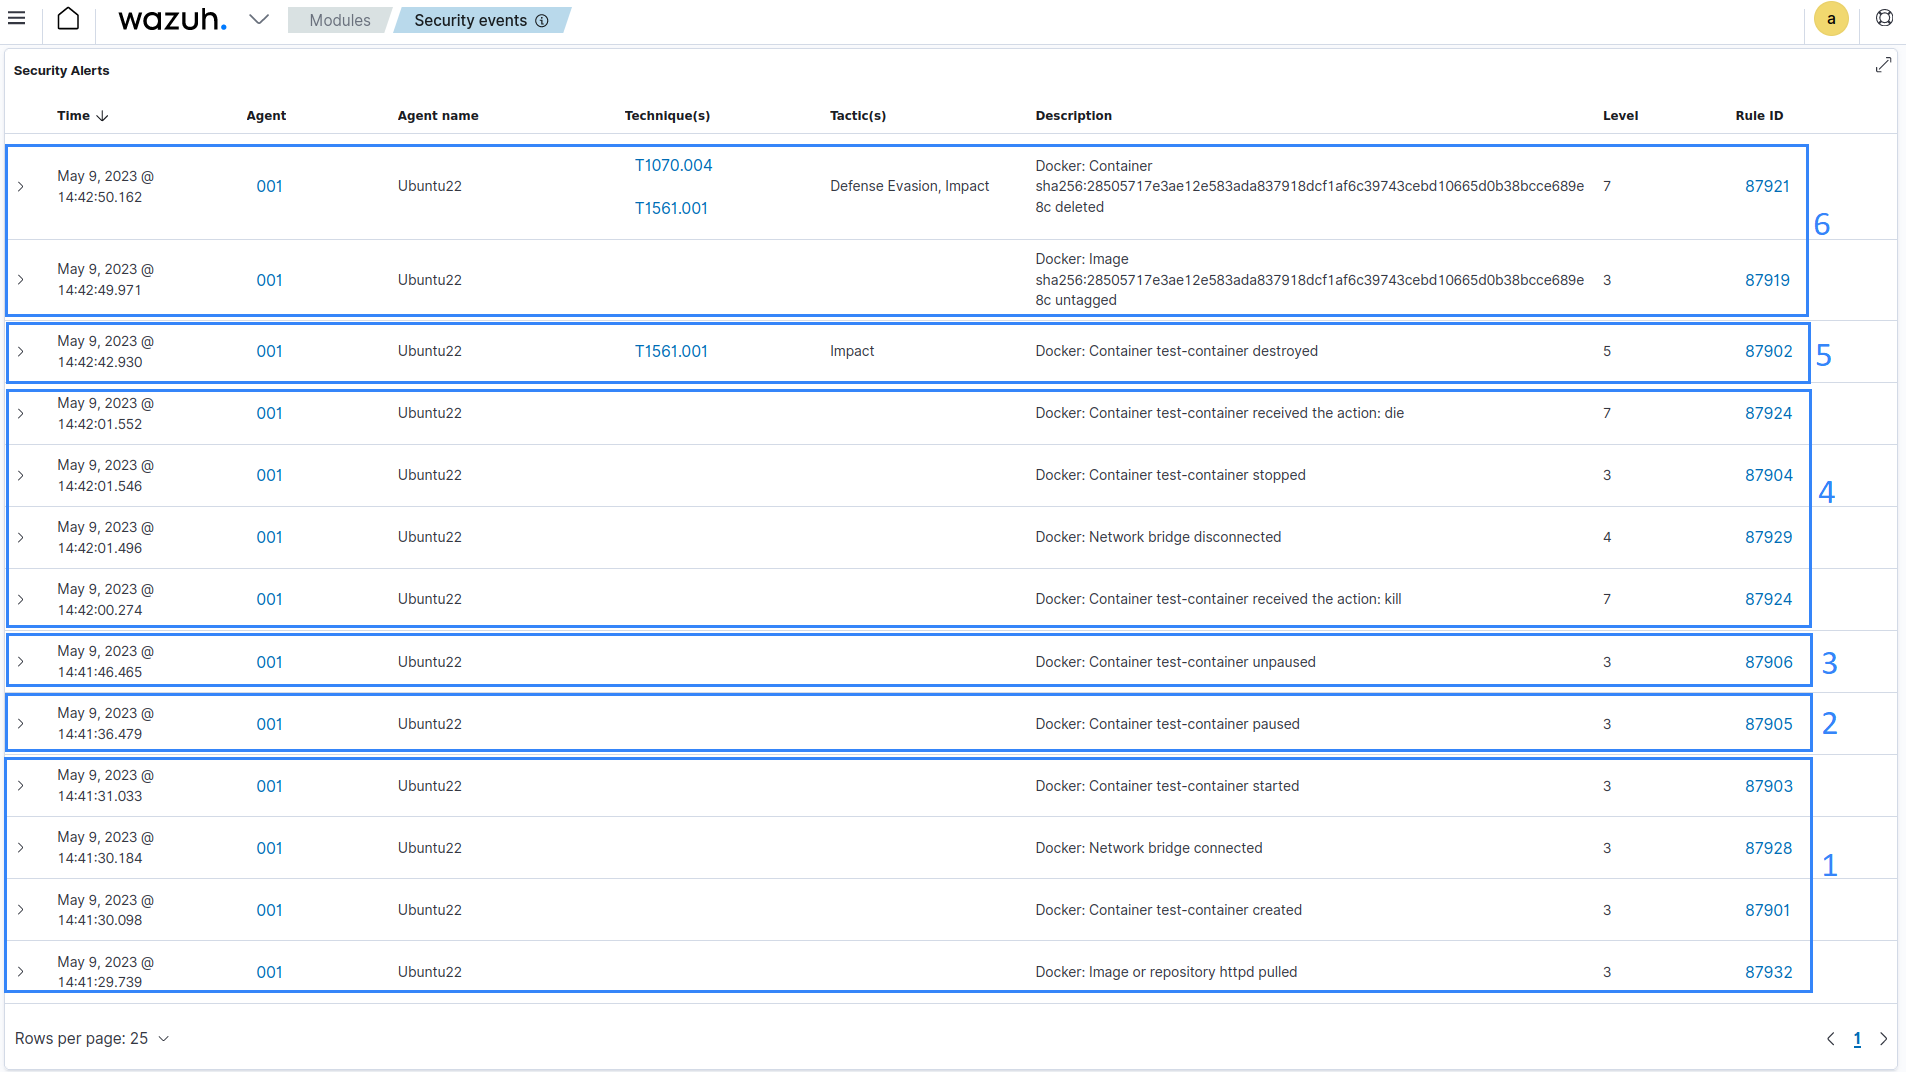 wazuh. Modules Security events a
Security Alerts
Time Agent Agent name Technique(s) Tactic(s) Description Level Rule ID
May 9, 2023 @
14:42:50.162
001
Ubuntu22
T1070.004
T1561.001
Defense Evasion, Impact
Docker: Container
sha256:28505717e3ae12e583ada837918dcf1af6c39743cebd10665d0b38bcce689e
8c deleted
7
87921
6
May 9, 2023 @
14:42:49.971
001
Ubuntu22
Docker: Image
sha256:28505717e3ae12e583ada837918dcf1af6c39743cebd10665d0b38bcce689e
8c untagged
3
87919
May 9, 2023 @
14:42:42.930
001
Ubuntu22
T1561.001
Impact
Docker: Container test-container destroyed
5
87902
5
May 9, 2023 @
14:42:01.552
001
Ubuntu22
Docker: Container test-container received the action: die
7
87924
May 9, 2023 @
14:42:01.546
001
Ubuntu22
Docker: Container test-container stopped
3
87904
4
May 9, 2023 @
14:42:01.496
001
Ubuntu22
Docker: Network bridge disconnected
4
87929
May 9, 2023 @
14:42:00.274
001
Ubuntu22
Docker: Container test-container received the action: kill
7
87924
May 9, 2023 @
14:41:46.465
001
Ubuntu22
Docker: Container test-container unpaused
3
87906
3
May 9, 2023 @
14:41:36.479
001
Ubuntu22
Docker: Container test-container paused
3
87905
2
May 9, 2023 @
14:41:31.033
001
Ubuntu22
Docker: Container test-container started
3
87903
May 9, 2023 @
14:41:30.184
001
Ubuntu22
Docker: Network bridge connected
3
87928
1
May 9, 2023 @
14:41:30.098
001
Ubuntu22
Docker: Container test-container created
3
87901
May 9, 2023 @
14:41:29.739
001
Ubuntu22
Docker: Image or repository httpd pulled
3
87932
Rows per page: 25
1